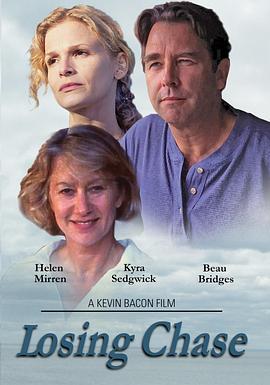 Helen Mirren
Kyra Sedgwick
Beau Bridges
A KEVIN BACON FILM
Losing Chase